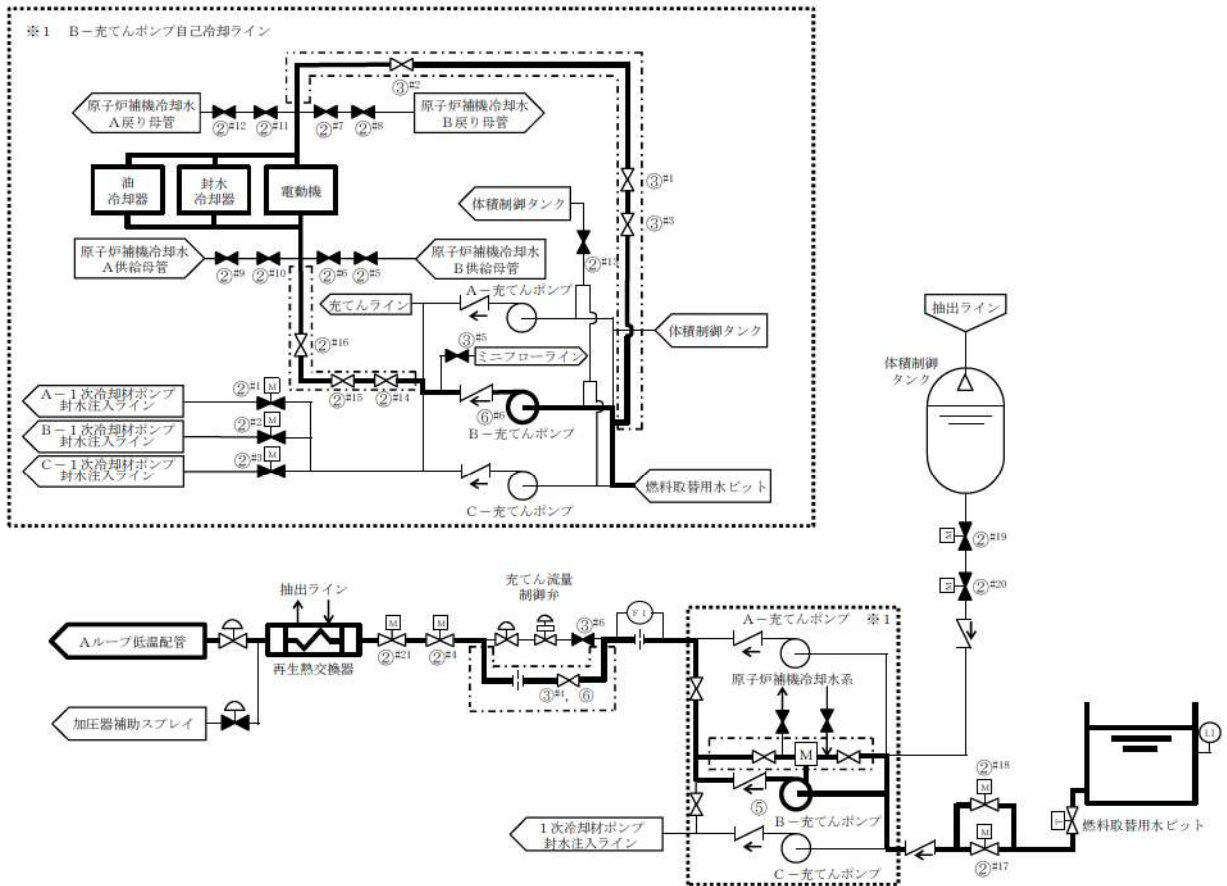 ※1 B－充てんポンプ自己冷却ライン
③#2
原子炉補機冷却水
A戻り母管
②#12
②#11
②#7
②#8
原子炉補機冷却水
B戻り母管
油
冷却器
封水
冷却器
電動機
③#1
③#3
体積制御タンク
原子炉補機冷却水
A供給母管
②#9
②#10
②#6
②#5
原子炉補機冷却水
B供給母管
②#13
A－充てんポンプ
充てんライン
体積制御タンク
②#16
③#5
ミニフローライン
②#15
②#14
⑥#6
B－充てんポンプ
②#1
M
A－1次冷却材ポンプ
封水注入ライン
②#2
M
B－1次冷却材ポンプ
封水注入ライン
②#3
M
C－1次冷却材ポンプ
封水注入ライン
燃料取替用水ピット
C－充てんポンプ
抽出ライン
体積制御
タンク
M
②#19
M
②#20
抽出ライン
充てん流量
制御弁
FI
A－充てんポンプ
※1
Aループ低温配管
再生熱交換器
M
②#21
M
②#4
③#6
③#4, ⑥
原子炉補機冷却水系
M
加圧器補助スプレイ
⑤
B－充てんポンプ
1次冷却材ポンプ
封水注入ライン
C－充てんポンプ
②#18
M
M
②#17
LI
燃料取替用水ピット